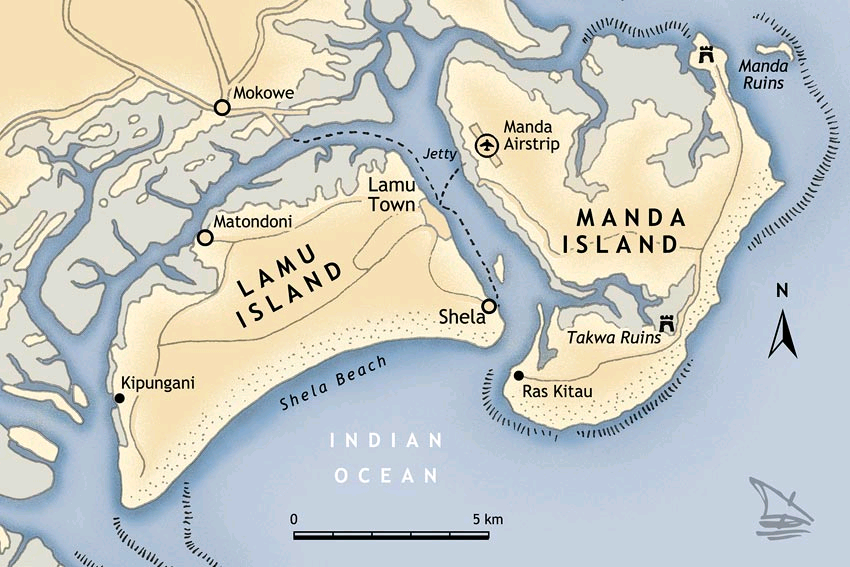 Mokowe
Manda
Ruins
Manda
Airstrip
Jetty
Lamu
Town
MANDA
ISLAND
Matondoni
LAMU
ISLAND
N
Shela
Takwa Ruins
Kipungani
Shela Beach
Ras Kitau
INDIAN
OCEAN
0 5 km